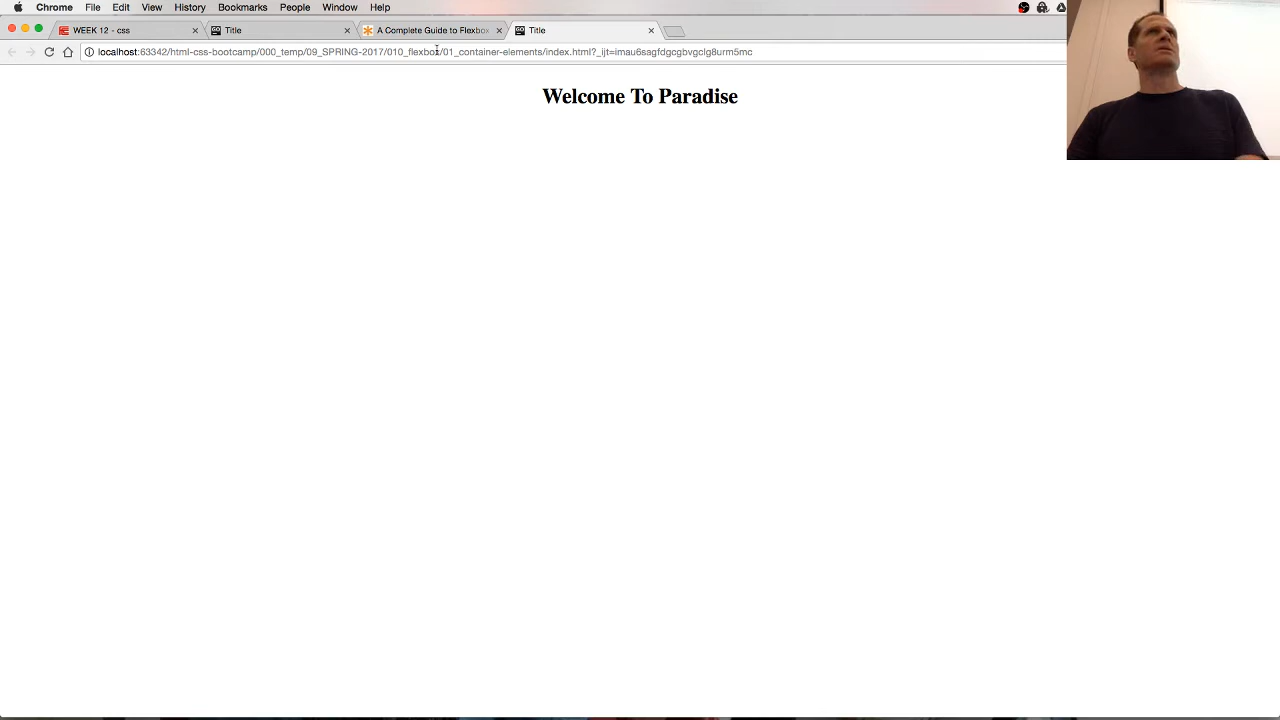 Chrome File Edit View History Bookmarks People Window Help
WEEK 12 - css Title A Complete Guide to Flexbox Title
localhost:63342/html-css-bootcamp/000_temp/09_SPRING-2017/010_flexbox/01_container-elements/index.html?_ijt=imau6sagfdgcgbvgclg8urm5mc
Welcome To Paradise